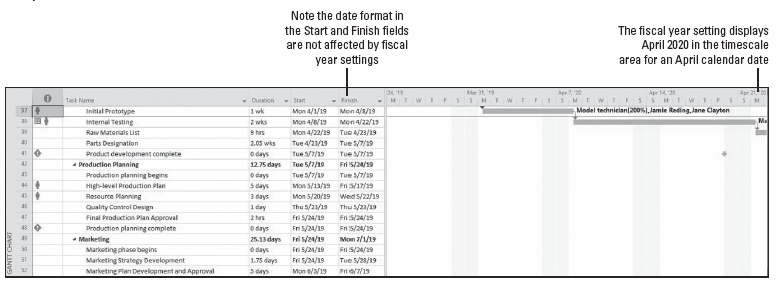 Note the date format in
the Start and Finish fields
are not affected by fiscal
year settings
The fiscal year setting displays
April 2020 in the timescale
area for an April calendar date
Task Name Duration Start Finish
24, '19 Mar 31, '19 Apr 7, '20 Apr 14, '20 Apr 21, '20
M T W T F S S M T W T F S S M T W T F S S M T W T F S S M
37 Initial Prototype 1 wk Mon 4/1/19 Mon 4/8/19 Model technician[200%],Jamie Reding,Jane Clayton
38 Internal Testing 2 wks Mon 4/8/19 Mon 4/22/19
39 Raw Materials List 9 hrs Mon 4/22/19 Tue 4/23/19
40 Parts Designation 2.05 wks Tue 4/23/19 Tue 5/7/19
41 Product development complete 0 days Tue 5/7/19 Tue 5/7/19
42 Production Planning 12.75 days Tue 5/7/19 Fri 5/24/19
43 Production planning begins 0 days Tue 5/7/19 Tue 5/7/19
44 High-level Production Plan 5 days Mon 5/13/19 Fri 5/17/19
45 Resource Planning 3 days Mon 5/20/19 Wed 5/22/19
46 Quality Control Design 1 day Thu 5/23/19 Thu 5/23/19
47 Final Production Plan Approval 2 hrs Fri 5/24/19 Fri 5/24/19
48 Production planning complete 0 days Fri 5/24/19 Fri 5/24/19
49 Marketing 25.13 days Fri 5/24/19 Mon 7/1/19
50 Marketing phase begins 0 days Fri 5/24/19 Fri 5/24/19
51 Marketing Strategy Development 1.75 days Fri 5/24/19 Tue 5/28/19
52 Marketing Plan Development and Approval 5 days Mon 6/3/19 Fri 6/7/19
GANTT CHART